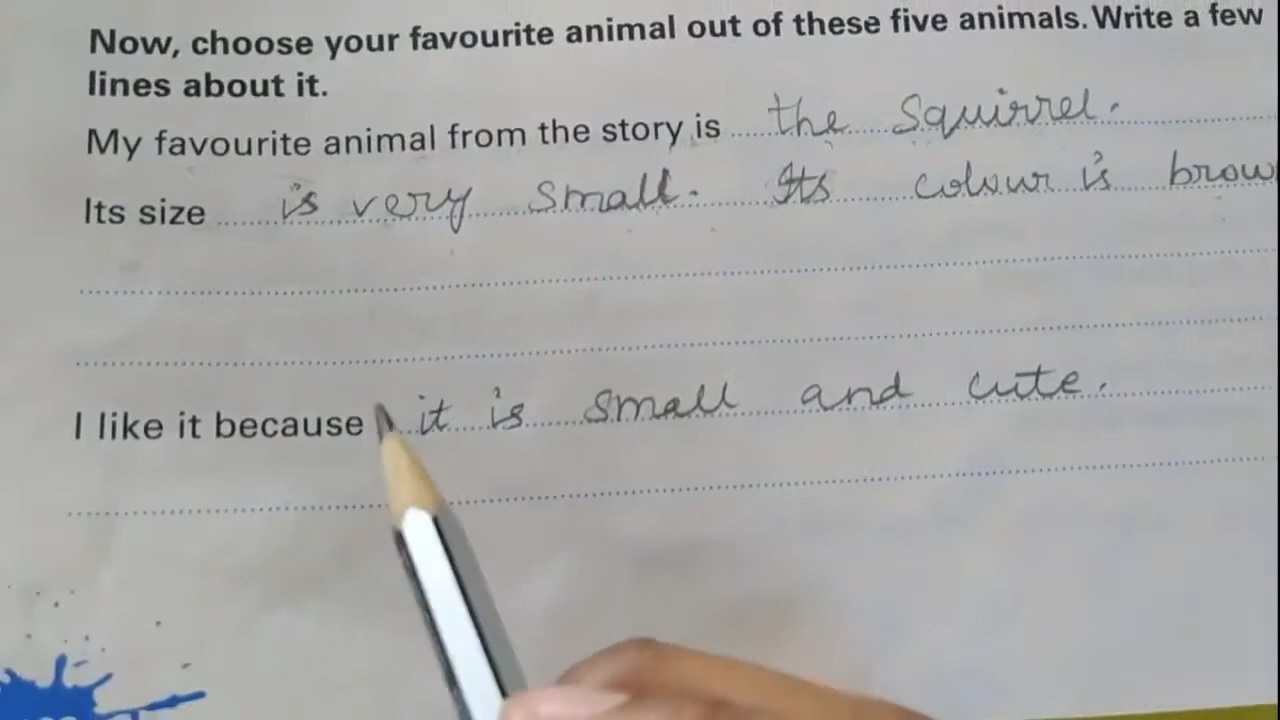 Now, choose your favourite animal out of these five animals. Write a few
lines about it.
My favourite animal from the story is the Squirrel.
Its size is very small. Its colour is brow
I like it because it is small and cute.